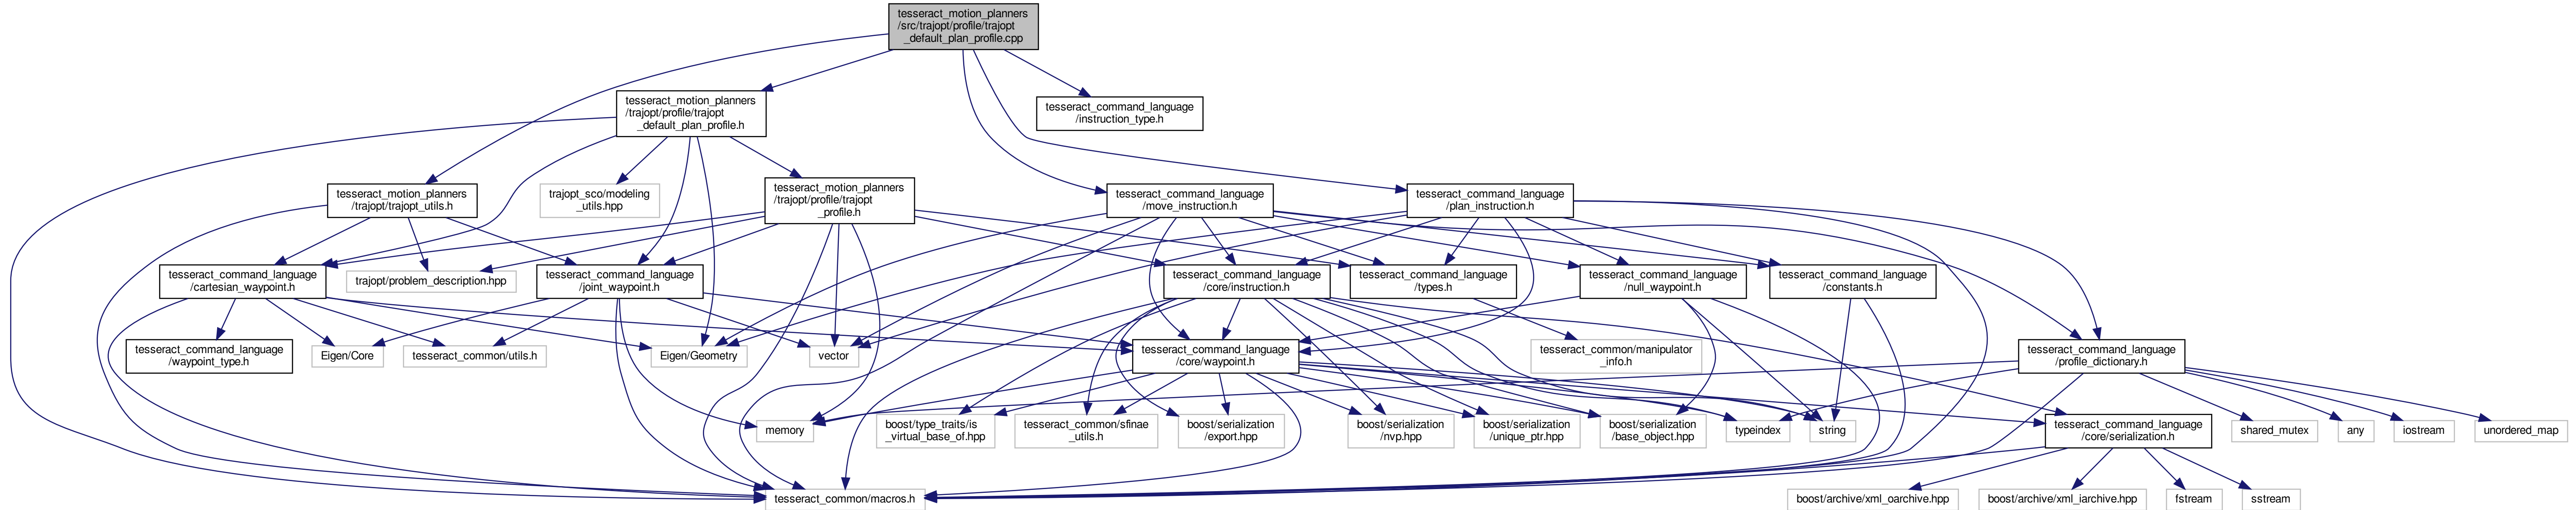 tesseract_motion_planners
/src/trajopt/profile/trajopt
_default_plan_profile.cpp
tesseract_motion_planners
/trajopt/profile/trajopt
_default_plan_profile.h
tesseract_command_language
/instruction_type.h
tesseract_motion_planners
/trajopt/trajopt_utils.h
trajopt_sco/modeling
_utils.hpp
tesseract_motion_planners
/trajopt/profile/trajopt
_profile.h
tesseract_command_language
/move_instruction.h
tesseract_command_language
/plan_instruction.h
tesseract_command_language
/cartesian_waypoint.h
trajopt/problem_description.hpp
tesseract_command_language
/joint_waypoint.h
tesseract_command_language
/core/instruction.h
tesseract_command_language
/types.h
tesseract_command_language
/null_waypoint.h
tesseract_command_language
/constants.h
tesseract_command_language
/waypoint_type.h
Eigen/Core
tesseract_common/utils.h
Eigen/Geometry
vector
tesseract_command_language
/core/waypoint.h
tesseract_common/manipulator
_info.h
tesseract_command_language
/profile_dictionary.h
memory
boost/type_traits/is
_virtual_base_of.hpp
tesseract_common/sfinae
_utils.h
boost/serialization
/export.hpp
boost/serialization
/nvp.hpp
boost/serialization
/unique_ptr.hpp
boost/serialization
/base_object.hpp
typeindex
string
tesseract_command_language
/core/serialization.h
shared_mutex
any
iostream
unordered_map
tesseract_common/macros.h
boost/archive/xml_oarchive.hpp
boost/archive/xml_iarchive.hpp
fstream
sstream